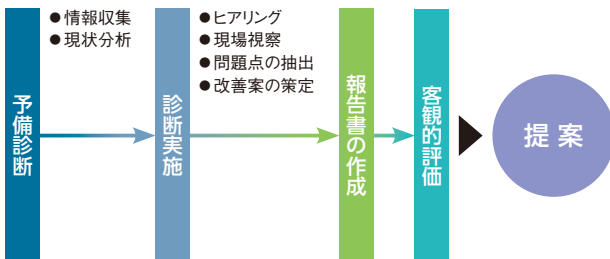 予備診断
●情報収集
●現状分析
診断実施
●ヒアリング
●現場視察
●問題点の抽出
●改善案の策定
報告書の作成
客観的評価
提案